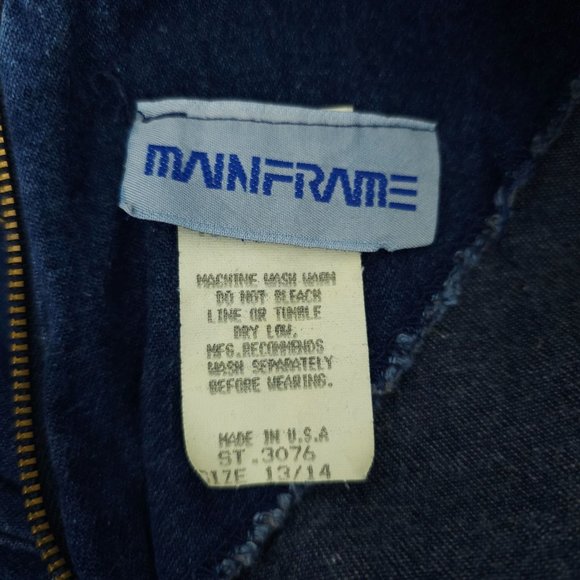 MAINFRAME
MACHINE WASH WARM
DO NOT BLEACH
LINE OR TUMBLE
DRY LOW.
MFG.RECOMMENDS
WASH SEPARATELY
BEFORE WEARING.
MADE IN U.S.A
ST.3076
SIZE 13/14